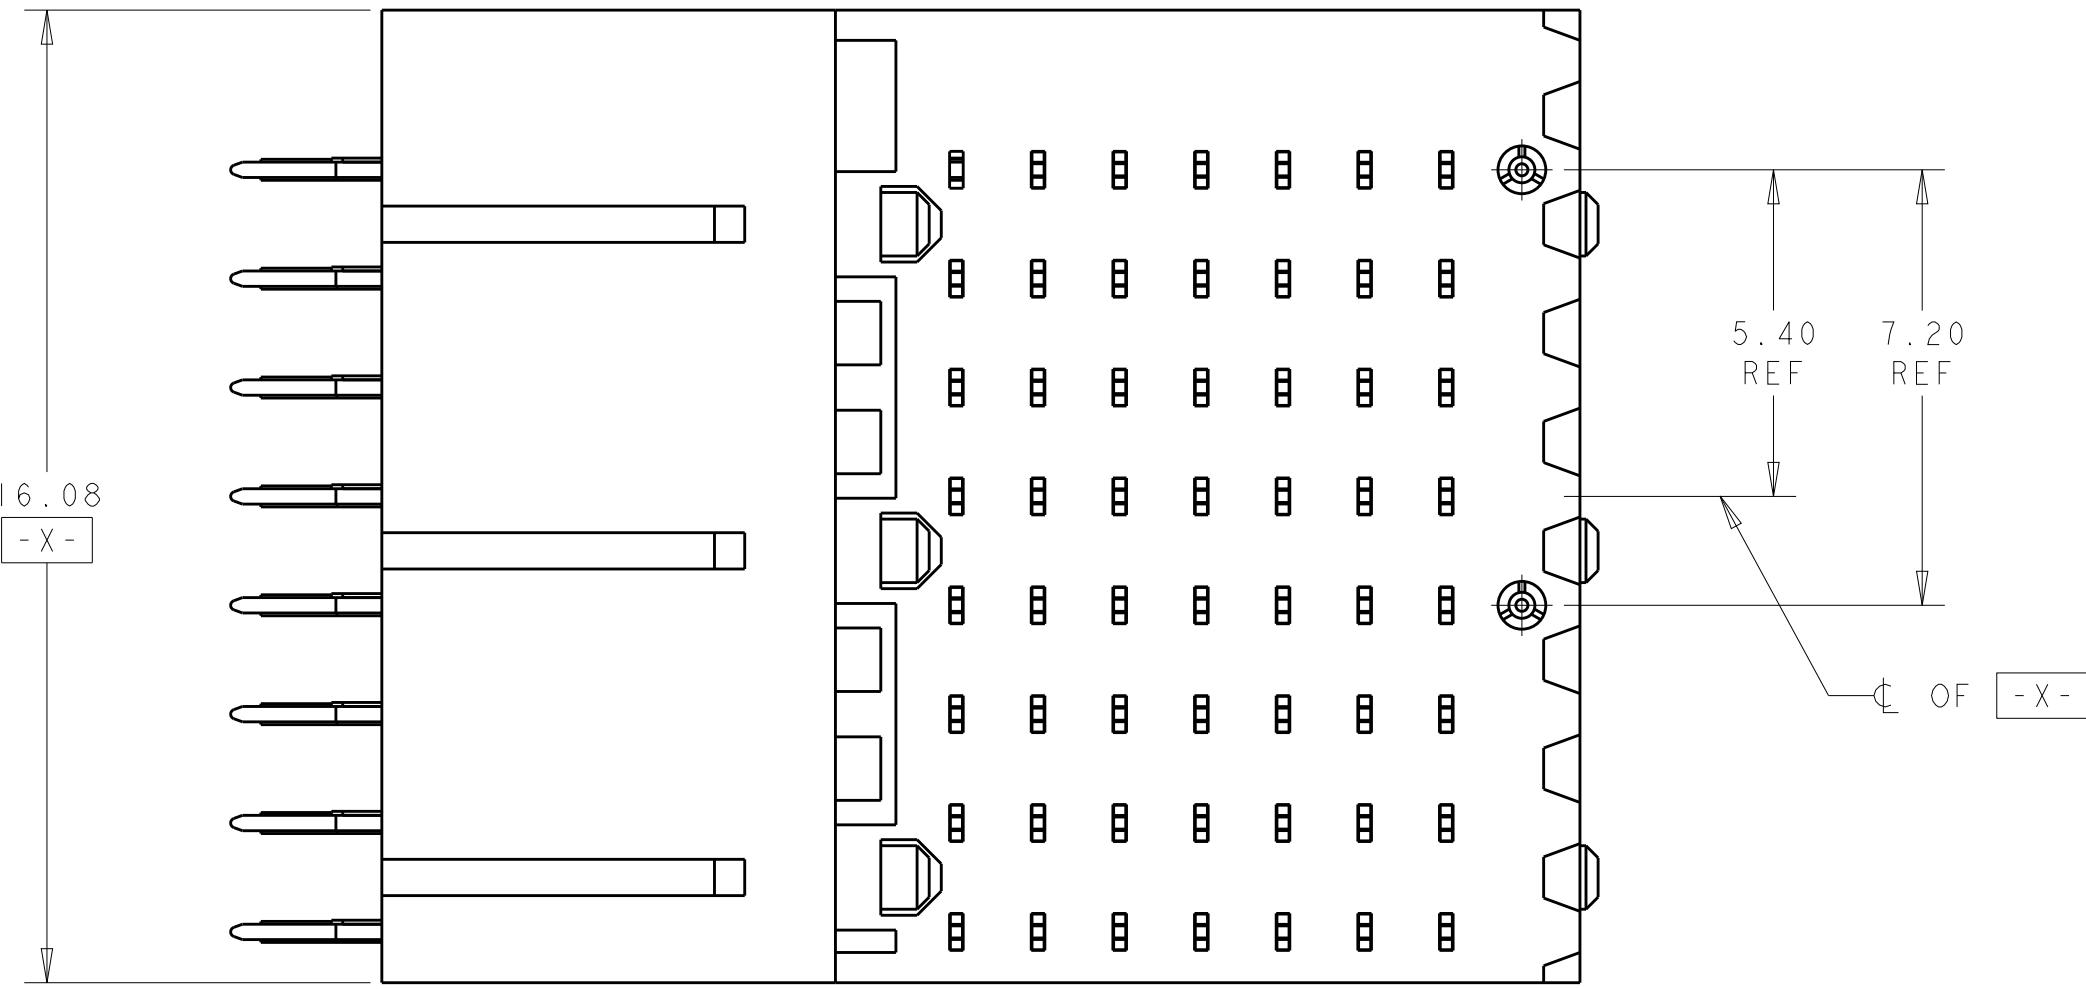 5.40
REF
7.20
REF
16.08
-X-
℄ OF -X-